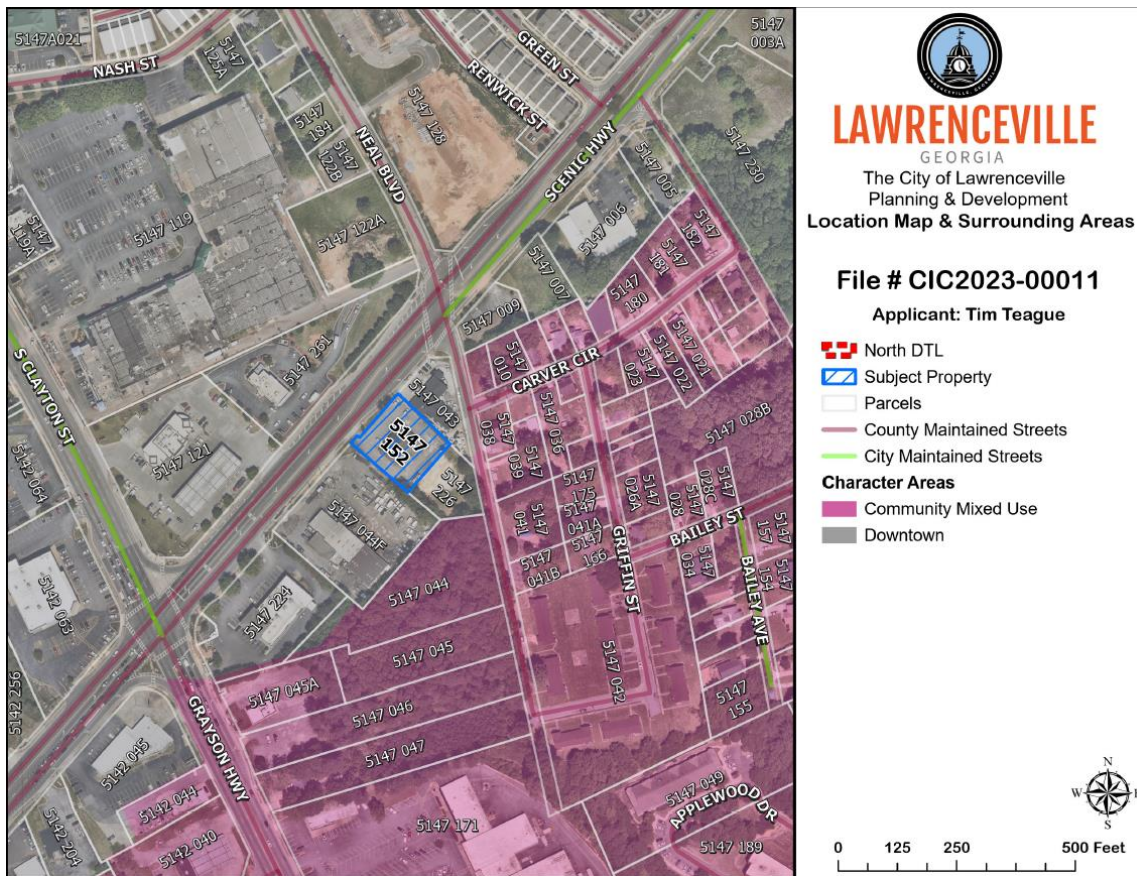 5147A021
NASH ST
5147
125A
5147
184
5147
122B
NEAL BLVD
5147 128
GREEN ST
RENWICK ST
SCENIC HWY
5147
003A
5147 230
5147 005
5147 006
5147
119A
5147 119
5147 122A
5147
182
5147
181
5147
180
5147 007
5147 009
5147
010
CARVER CIR
5147 021
5147 022
5147
023
5147 261
S CLAYTON ST
5142 064
5147 121
5147 043
5147
152
5147
226
038
5147
039
5147 036
5147
041
5147
175
5147
041A
5147
166
5147
041B
5147
026A
5147
028
5147
028C
5147 028B
BAILEY ST
5147
034
5147
157
5147
154
BAILEY AVE
GRIFFIN ST
5147 042
5147
155
5147 044F
5147 044
5147 224
5142 063
5147 045
5147 045A
5147 046
5147 047
5142 256
GRAYSON HWY
5142 045
5142 044
5142 040
5142 204
5147 171
5147 049
APPLEWOOD DR
5147 189
LAWRENCEVILLE, GEORGIA
LAWRENCEVILLE
GEORGIA
The City of Lawrenceville
Planning & Development
Location Map & Surrounding Areas
File # CIC2023-00011
Applicant: Tim Teague
North DTL
Subject Property
Parcels
County Maintained Streets
City Maintained Streets
Character Areas
Community Mixed Use
Downtown
N
W E
S
0 125 250 500 Feet